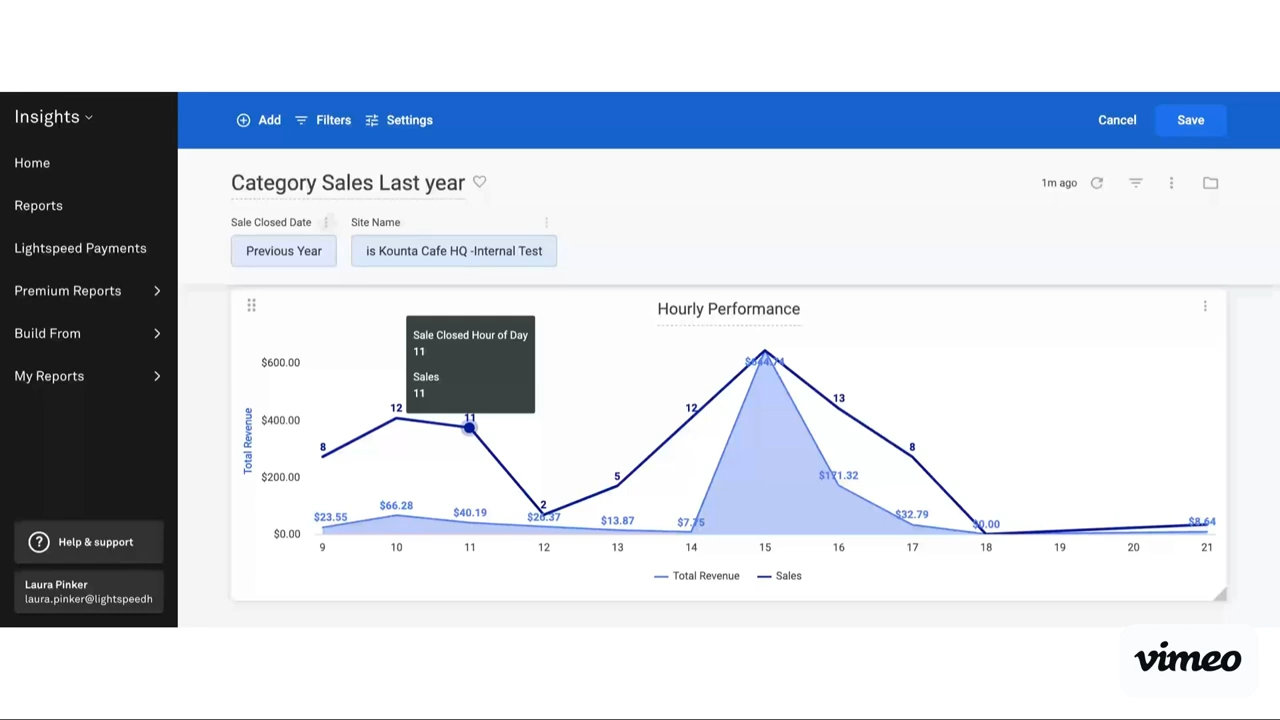 Insights
Home
Reports
Lightspeed Payments
Premium Reports
Build From
My Reports
Help & support
Laura Pinker
laura.pinker@lightspeedh
Add Filters Settings Cancel Save
Category Sales Last year
1m ago
Sale Closed Date Site Name
Previous Year is Kounta Cafe HQ -Internal Test
Hourly Performance
Sale Closed Hour of Day
11
Sales
11
Total Revenue
$600.00
$400.00
$200.00
$0.00
8 12 11 2 5 12 13 8
$23.55 $66.28 $40.19 $13.87 $171.32 $32.79 $0.00 $8.64
9 10 11 12 13 14 15 16 17 18 19 20 21
Total Revenue Sales
vimeo